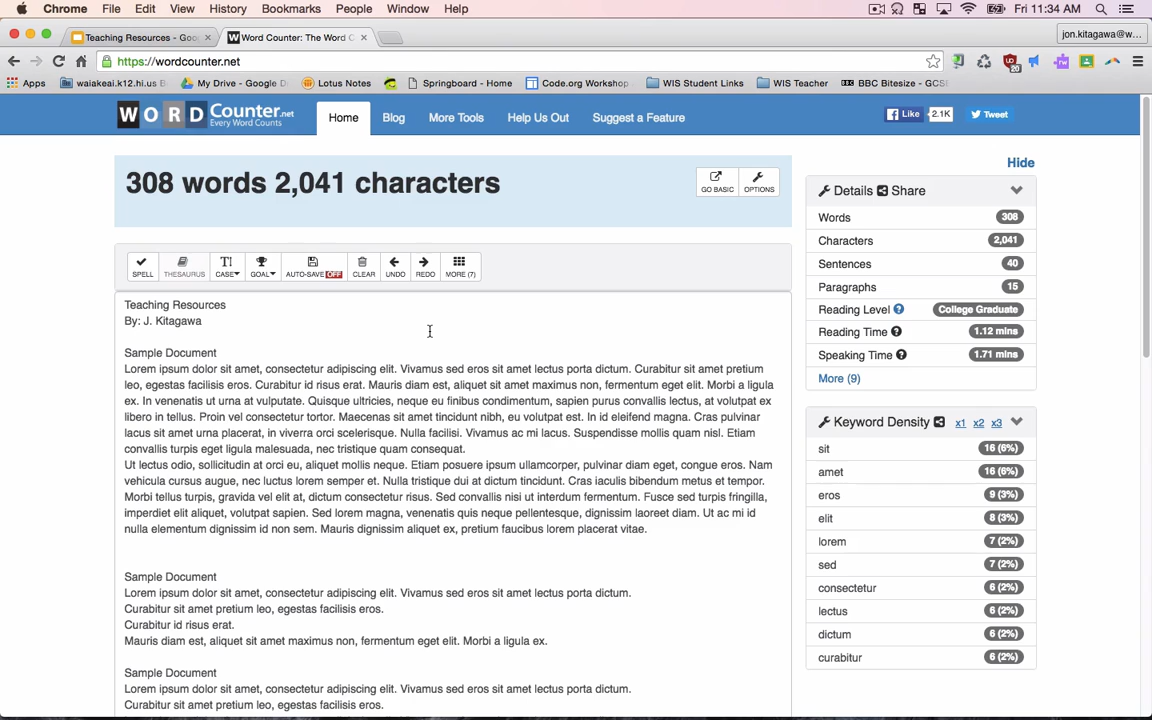 Chrome File Edit View History Bookmarks People Window Help Fri 11:34 AM
Teaching Resources - Goo
Word Counter: The Word C
jon.kitagawa@w...
https://wordcounter.net
20
Apps waiakeai.k12.hi.us My Drive - Google D Lotus Notes Springboard - Home Code.org Workshop WIS Student Links WIS Teacher BBC BBC Bitesize - GCSE
WORD Counter.net
Every Word Counts
Home Blog More Tools Help Us Out Suggest a Feature Like 2.1K Tweet
308 words 2,041 characters
GO BASIC OPTIONS
SPELL THESAURUS CASE GOAL AUTO-SAVE OFF CLEAR UNDO REDO MORE (7)
Teaching Resources
By: J. Kitagawa
Sample Document
Lorem ipsum dolor sit amet, consectetur adipiscing elit. Vivamus sed eros sit amet lectus porta dictum. Curabitur sit amet pretium
leo, egestas facilisis eros. Curabitur id risus erat. Mauris diam est, aliquet sit amet maximus non, fermentum eget elit. Morbi a ligula
ex. In venenatis ut urna at vulputate. Quisque ultricies, neque eu finibus condimentum, sapien purus convallis lectus, at volutpat ex
libero in tellus. Proin vel consectetur tortor. Maecenas sit amet tincidunt nibh, eu volutpat est. In id eleifend magna. Cras pulvinar
lacus sit amet urna placerat, in viverra orci scelerisque. Nulla facilisi. Vivamus ac mi lacus. Suspendisse mollis quam nisl. Etiam
convallis turpis eget ligula malesuada, nec tristique quam consequat.
Ut lectus odio, sollicitudin at orci eu, aliquet mollis neque. Etiam posuere ipsum ullamcorper, pulvinar diam eget, congue eros. Nam
vehicula cursus augue, nec luctus lorem semper et. Nulla tristique dui at dictum tincidunt. Cras iaculis bibendum metus et tempor.
Morbi tellus turpis, gravida vel elit at, dictum consectetur risus. Sed convallis nisi ut interdum fermentum. Fusce sed turpis fringilla,
imperdiet elit aliquet, volutpat sapien. Sed lorem magna, venenatis quis neque pellentesque, dignissim laoreet diam. Ut ac mi id
nulla elementum dignissim id non sem. Mauris dignissim aliquet ex, pretium faucibus lorem placerat vitae.
Sample Document
Lorem ipsum dolor sit amet, consectetur adipiscing elit. Vivamus sed eros sit amet lectus porta dictum.
Curabitur sit amet pretium leo, egestas facilisis eros.
Curabitur id risus erat.
Mauris diam est, aliquet sit amet maximus non, fermentum eget elit. Morbi a ligula ex.
Sample Document
Lorem ipsum dolor sit amet, consectetur adipiscing elit. Vivamus sed eros sit amet lectus porta dictum.
Curabitur sit amet pretium leo, egestas facilisis eros.
Hide
Details Share
Words 308
Characters 2,041
Sentences 40
Paragraphs 15
Reading Level College Graduate
Reading Time 1.12 mins
Speaking Time 1.71 mins
More (9)
Keyword Density x1 x2 x3
sit 16 (6%)
amet 16 (6%)
eros 9 (3%)
elit 8 (3%)
lorem 7 (2%)
sed 7 (2%)
consectetur 6 (2%)
lectus 6 (2%)
dictum 6 (2%)
curabitur 6 (2%)